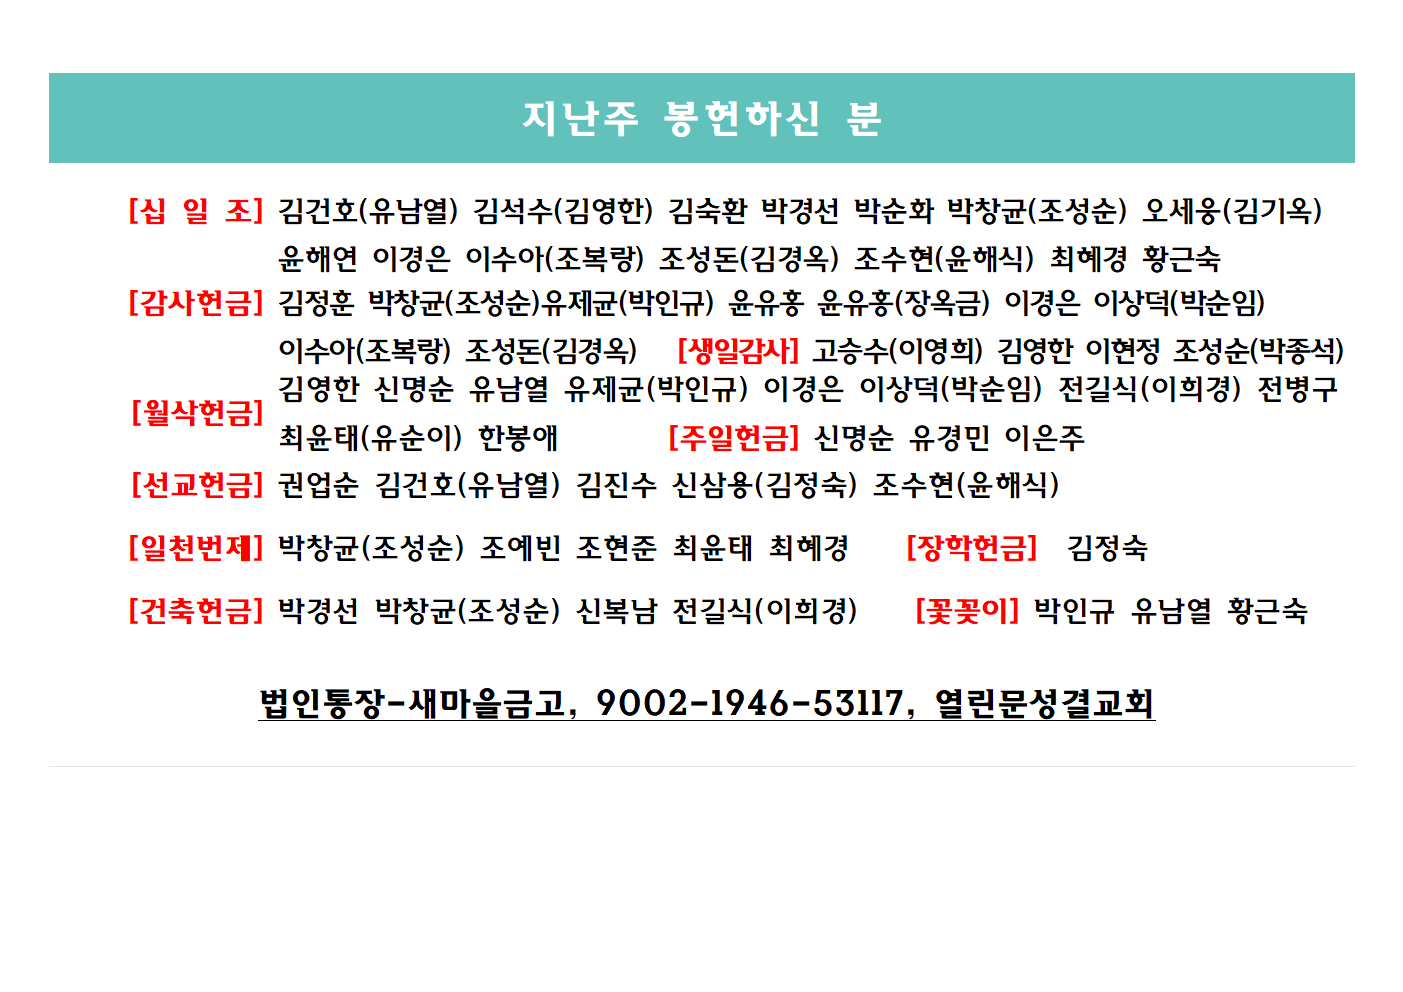 지난주 봉헌하신 분
[십 일 조] 김건호(유남열) 김석수(김영한) 김숙환 박경선 박순화 박창균(조성순) 오세웅(김기옥)
윤해연 이경은 이수아(조복랑) 조성돈(김경옥) 조수현(윤해식) 최혜경 황근숙
[감사헌금] 김정훈 박창균(조성순)유제균(박인규) 윤유홍 윤유홍(장옥금) 이경은 이상덕(박순임)
이수아(조복랑) 조성돈(김경옥) [생일감사] 고승수(이영희) 김영한 이현정 조성순(박종석)
[월삭헌금] 김영한 신명순 유남열 유제균(박인규) 이경은 이상덕(박순임) 전길식(이희경) 전병구
최윤태(유순이) 한봉애 [주일헌금] 신명순 유경민 이은주
[선교헌금] 권업순 김건호(유남열) 김진수 신삼용(김정숙) 조수현(윤해식)
[일천번제] 박창균(조성순) 조예빈 조현준 최윤태 최혜경 [장학헌금] 김정숙
[건축헌금] 박경선 박창균(조성순) 신복남 전길식(이희경) [꽃꽂이] 박인규 유남열 황근숙
법인통장-새마을금고, 9002-1946-53117, 열린문성결교회